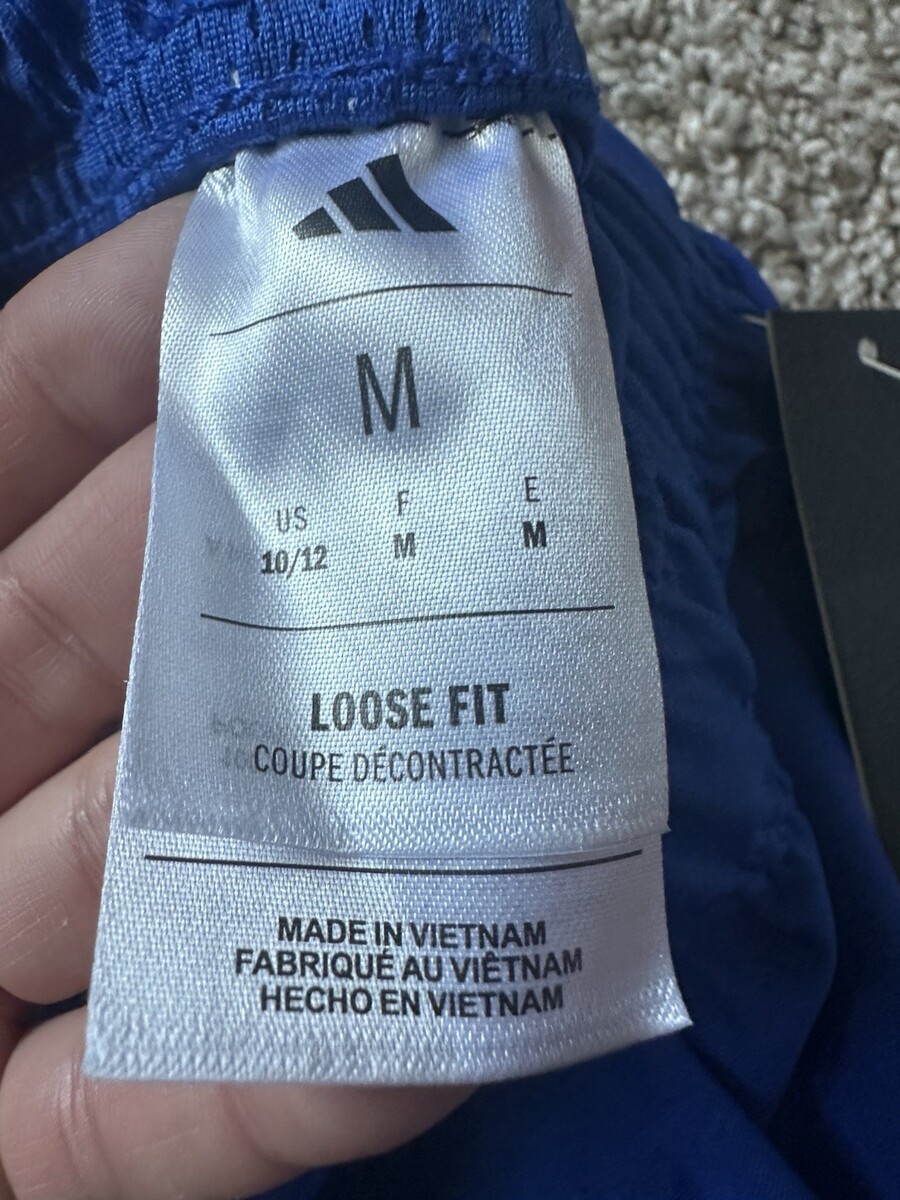 M
US F E
10/12 M M
LOOSE FIT
COUPE DÉCONTRACTÉE
MADE IN VIETNAM
FABRIQUÉ AU VIÊTNAM
HECHO EN VIETNAM